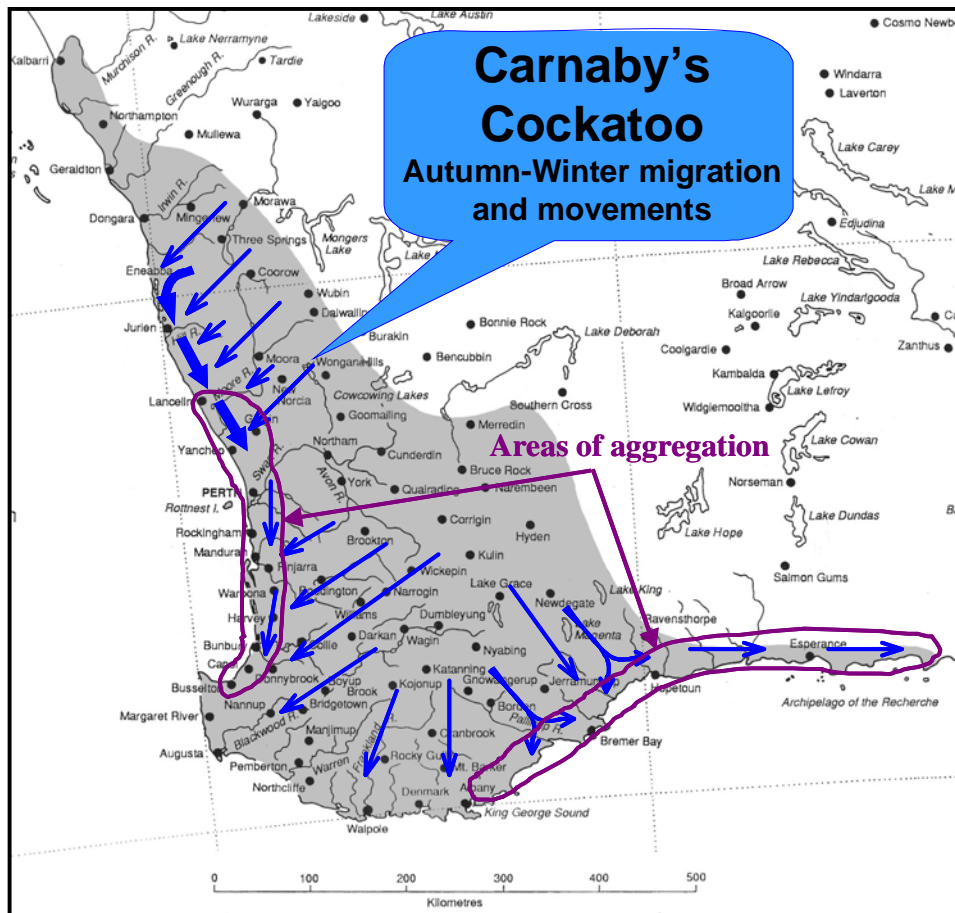 Lakeside
Lake Austin
Cosmo Newbe
Kalbarri
Murchison R.
Lake Nerramyne
Tardie
Greenough R.
Carnaby's
Cockatoo
Autumn-Winter migration
and movements
Windarra
Laverton
Wurarga
Yalgoo
Northampton
Mullewa
Lake Carey
Geraldton
Irwin R.
Morawa
Mingenew
Dongara
Three Springs
Mongers
Lake
Edjudina
Eneabba
Coorow
Lake Rebecca
Wubin
Broad Arrow
Lake Yindarlgooda
Dalwallin
Jurien
Hill R.
Burakin
Bonnie Rock
Lake Deborah
Kalgoorlie
Zanthus
Moora
Wongan Hills
Bencubbin
Coolgardie
Moore R.
New
Norcia
Cowcowing Lakes
Kambalda
Lake Lefroy
Lancelin
Southern Cross
Widgiemooltha
Goomalling
Merredin
Areas of aggregation
Lake Cowan
Yanchep
Swan R.
Northam
Cunderdin
Bruce Rock
Avon R.
York
Quairading
Narembeen
Norseman
PERTH
Rottnest I.
Lake Dundas
Corrigin
Hyden
Lake Hope
Rockingham
Brookton
Mandurah
Kulin
Pinjarra
Wickepin
Salmon Gums
Waroona
Boddington
Narrogin
Lake Grace
Newdegate
Lake King
Williams
Harvey
Dumbleyung
Lake
Magenta
Ravensthorpe
Bunbury
Darkan
Wagin
Nyabing
Esperance
Capel
Donnybrook
Katanning
Busselton
Boyup
Brook
Kojonup
Gnowangerup
Jerramungup
Hopetoun
Nannup
Bridgetown
Borden
Archipelago of the Recherche
Margaret River
Blackwood R.
Pallinup R.
Manjimup
Frankland R.
Cranbrook
Bremer Bay
Augusta
Pemberton
Warren
Rocky Gu
Mt. Barker
Northcliffe
Denmark
Albany
King George Sound
Walpole
0 100 200 300 400 500
Kilometres